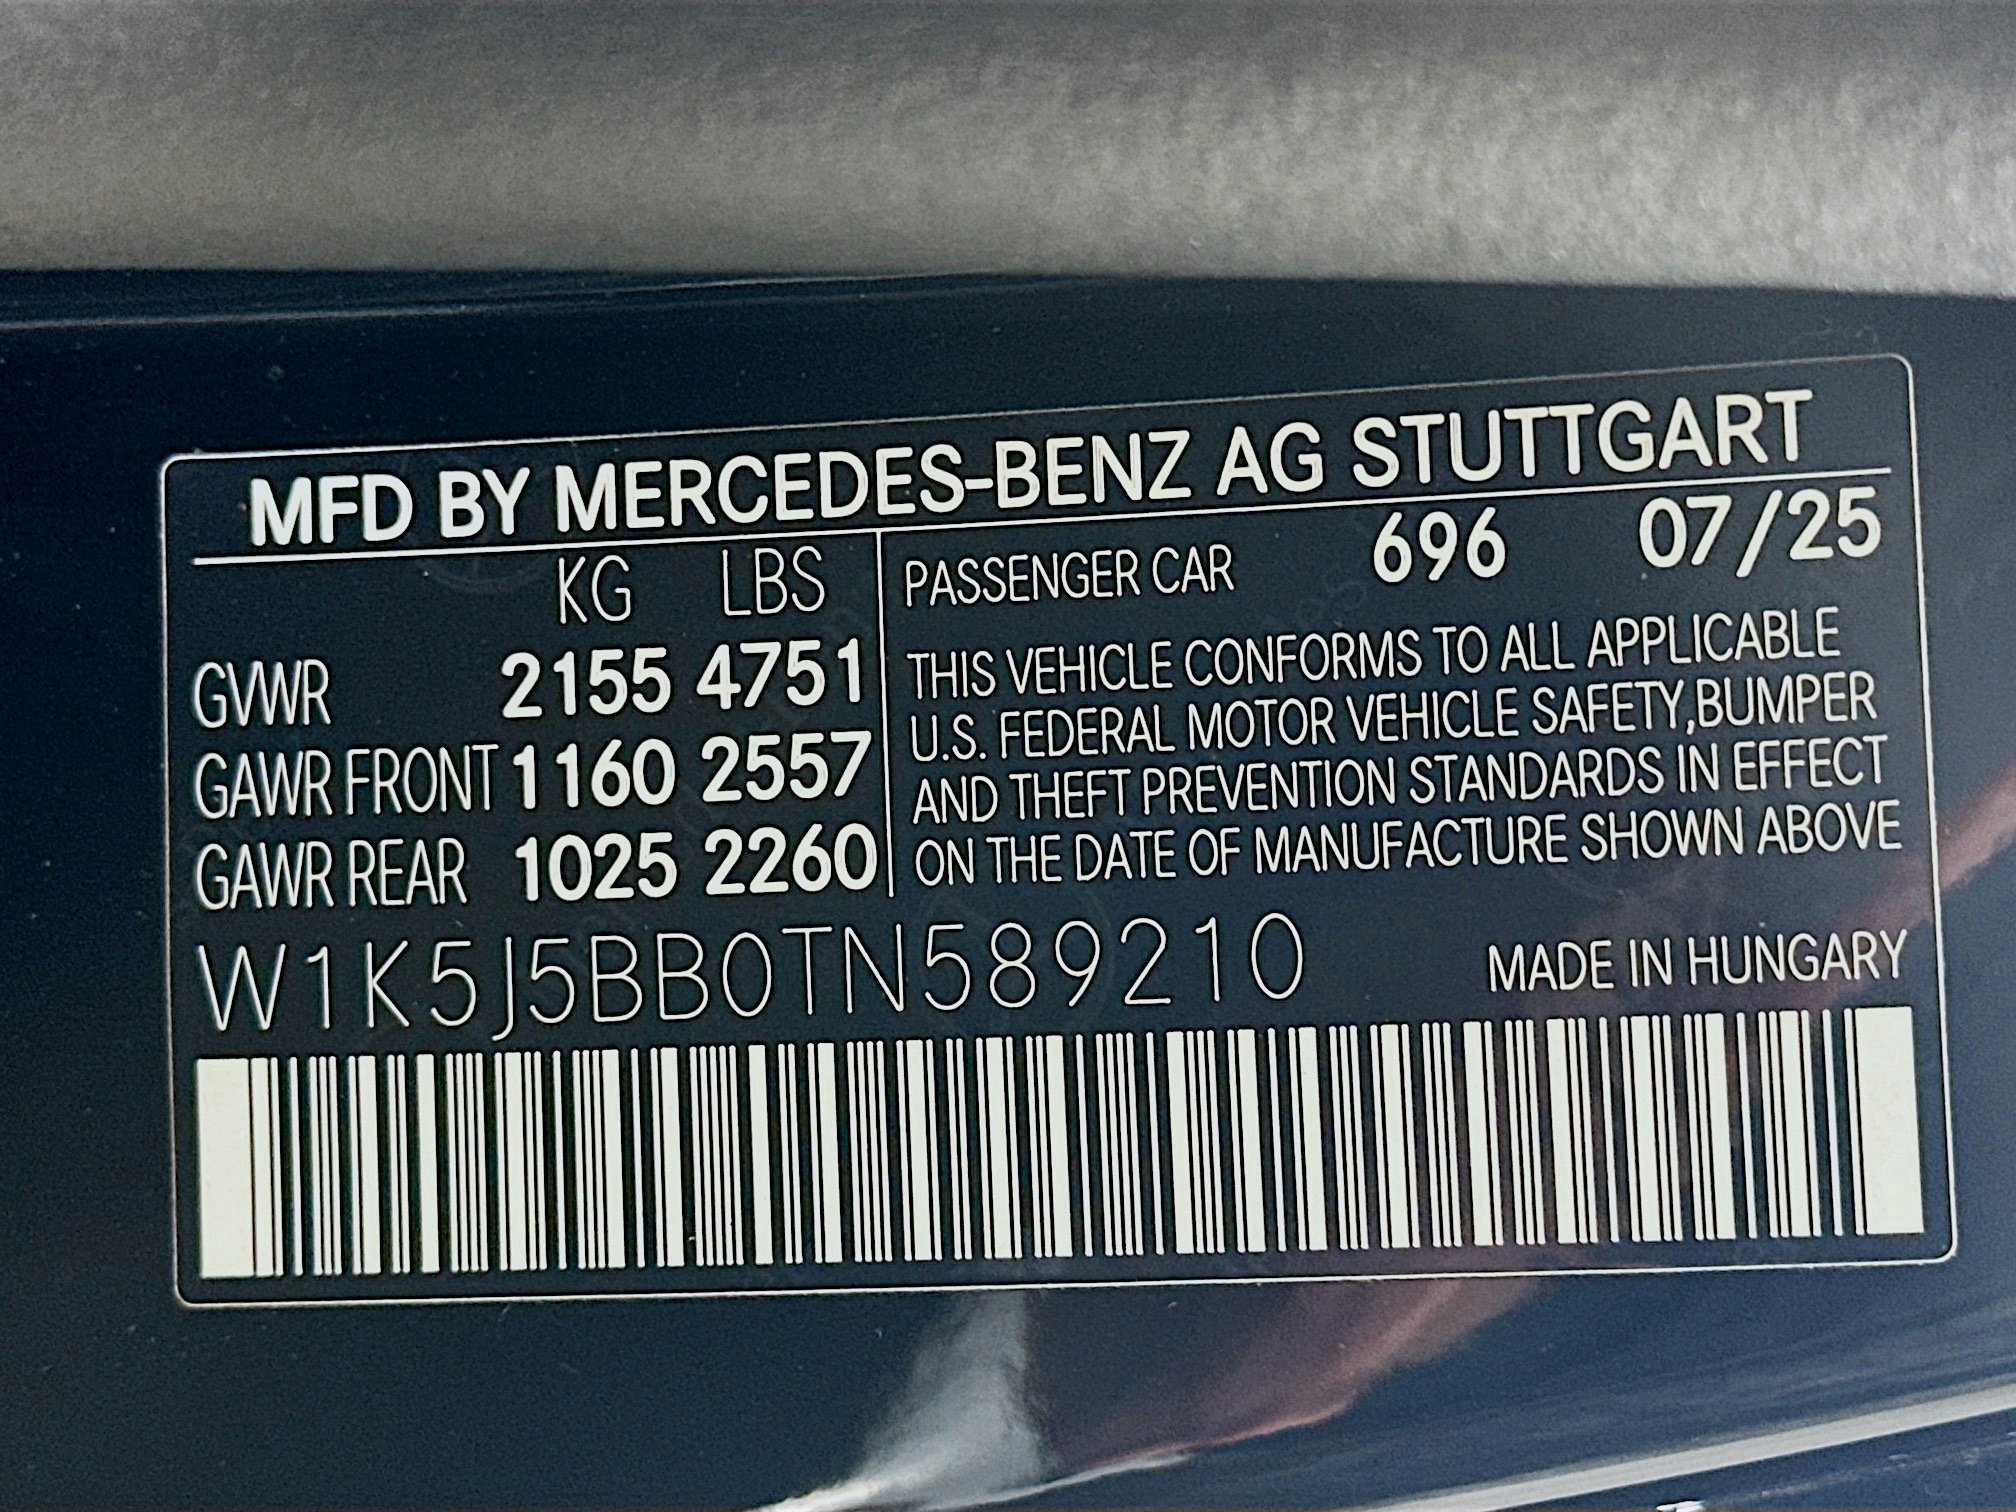 MFD BY MERCEDES-BENZ AG STUTTGART
KG LBS
GVWR 2155 4751
GAWR FRONT 1160 2557
GAWR REAR 1025 2260
PASSENGER CAR 696 07/25
THIS VEHICLE CONFORMS TO ALL APPLICABLE
U.S. FEDERAL MOTOR VEHICLE SAFETY,BUMPER
AND THEFT PREVENTION STANDARDS IN EFFECT
ON THE DATE OF MANUFACTURE SHOWN ABOVE
W1K5J5BB0TN589210
MADE IN HUNGARY